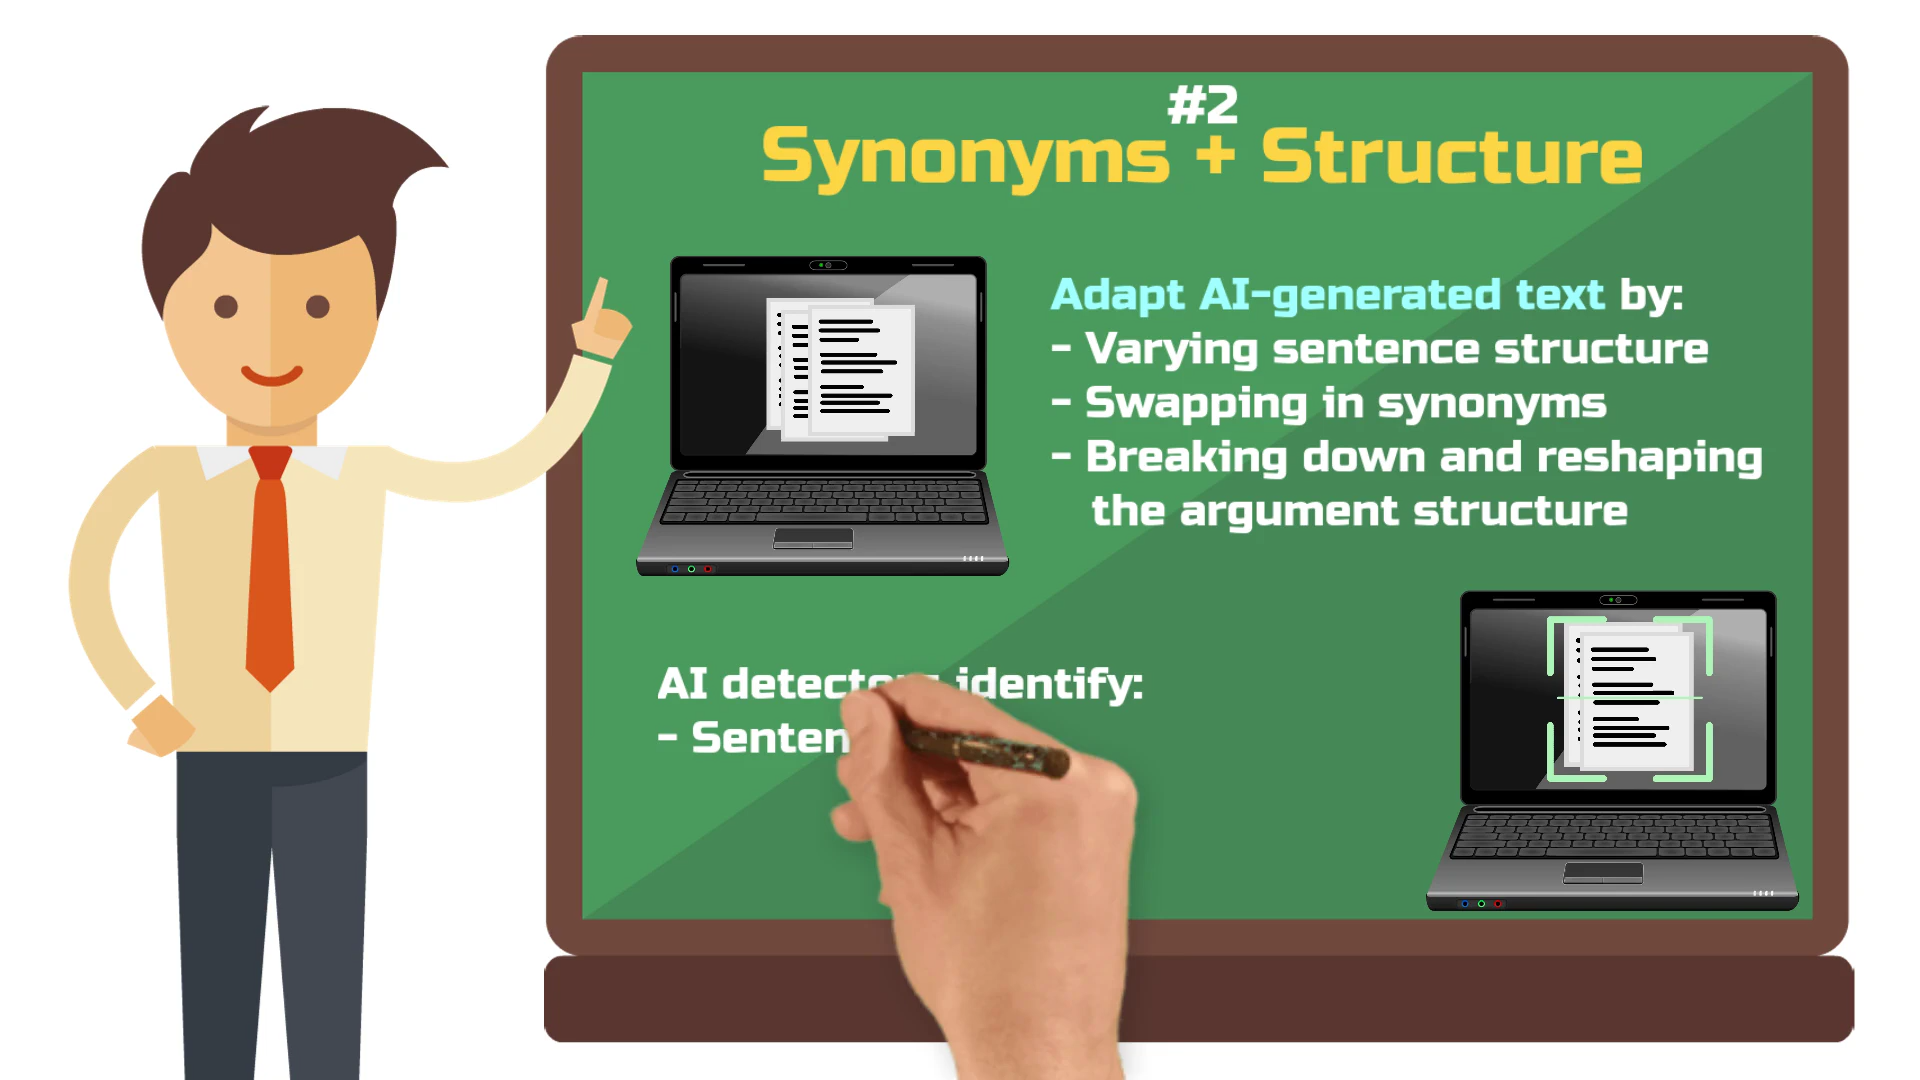 #2
Synonyms + Structure
Adapt AI-generated text by:
- Varying sentence structure
- Swapping in synonyms
- Breaking down and reshaping
the argument structure
AI detectors identify:
- Senten